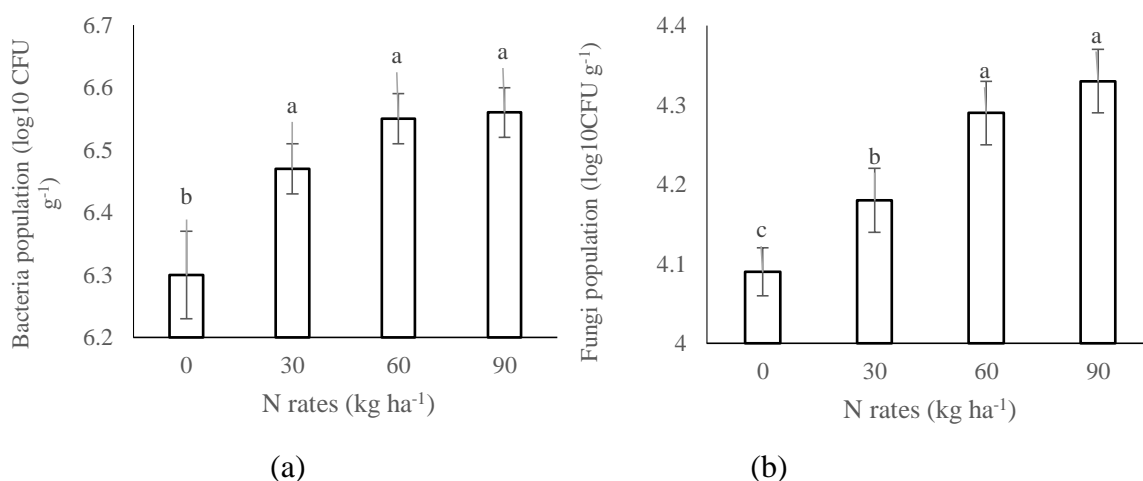 Bacteria population (log10 CFU
g⁻¹)
6.7
6.6
6.5
6.4
6.3
6.2
b
a
a
a
0 30 60 90
N rates (kg ha⁻¹)
(a)
Fungi population (log10CFU g⁻¹)
4.4
4.3
4.2
4.1
4
c
b
a
a
0 30 60 90
N rates (kg ha⁻¹)
(b)